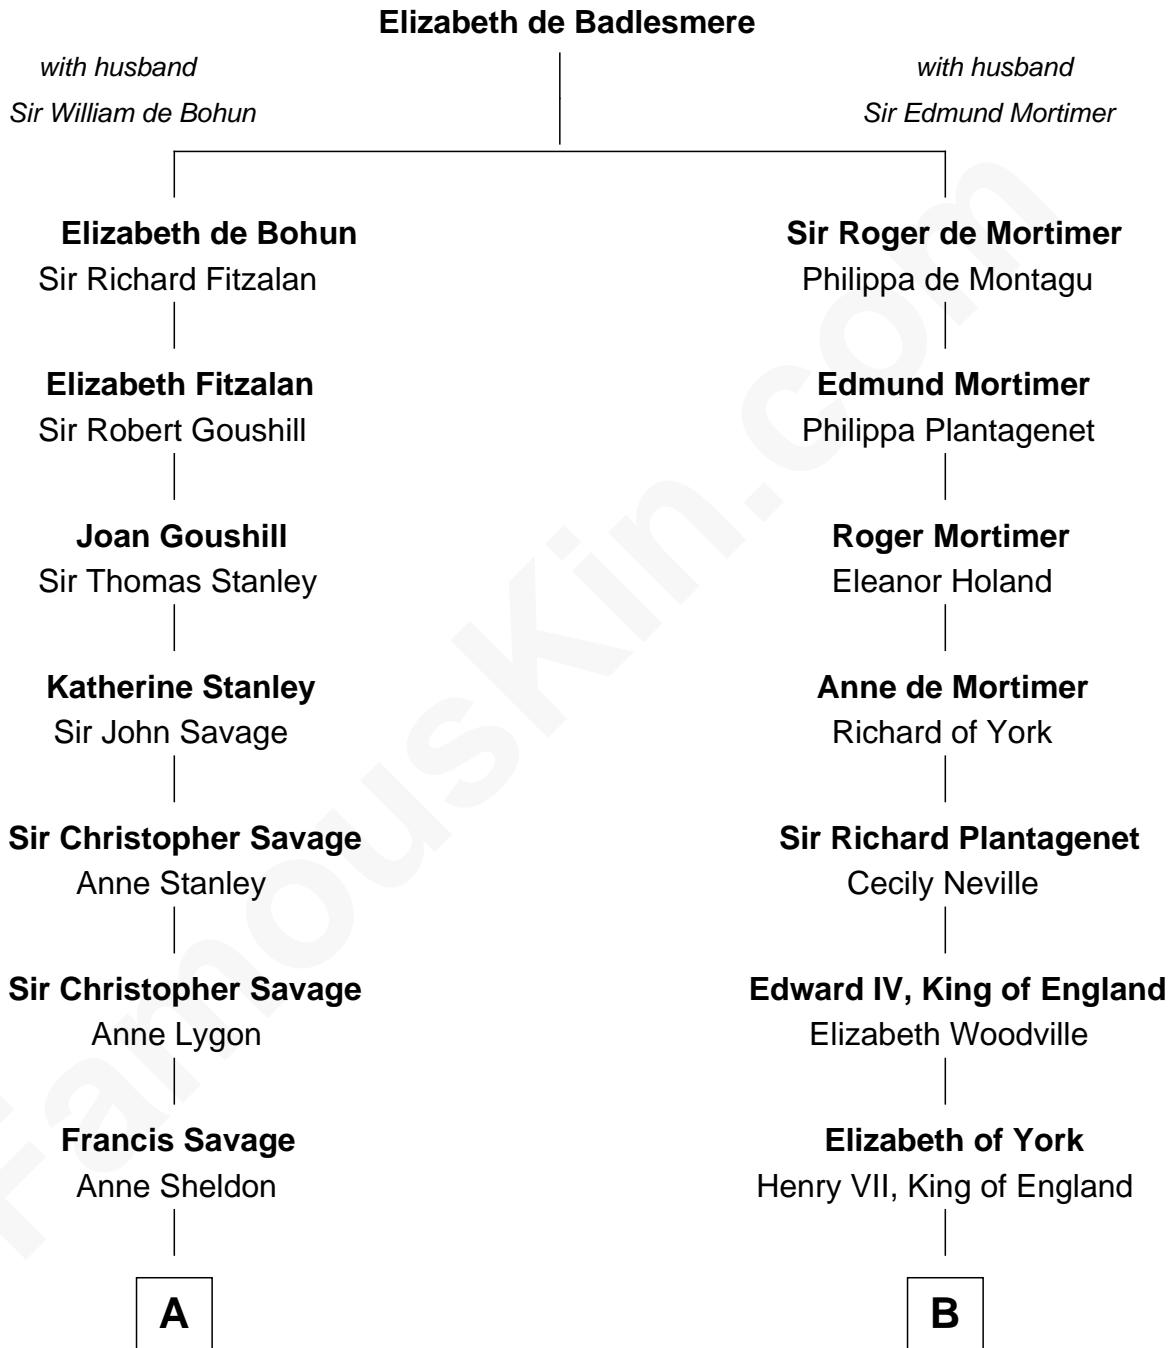 Elizabeth de Badlesmere
with husband
Sir William de Bohun
with husband
Sir Edmund Mortimer
Elizabeth de Bohun
Sir Richard Fitzalan
Sir Roger de Mortimer
Philippa de Montagu
Elizabeth Fitzalan
Sir Robert Goushill
Edmund Mortimer
Philippa Plantagenet
Joan Goushill
Sir Thomas Stanley
Roger Mortimer
Eleanor Holand
Katherine Stanley
Sir John Savage
Anne de Mortimer
Richard of York
Sir Christopher Savage
Anne Stanley
Sir Richard Plantagenet
Cecily Neville
Sir Christopher Savage
Anne Lygon
Edward IV, King of England
Elizabeth Woodville
Francis Savage
Anne Sheldon
Elizabeth of York
Henry VII, King of England
A
B
FamousKin.com